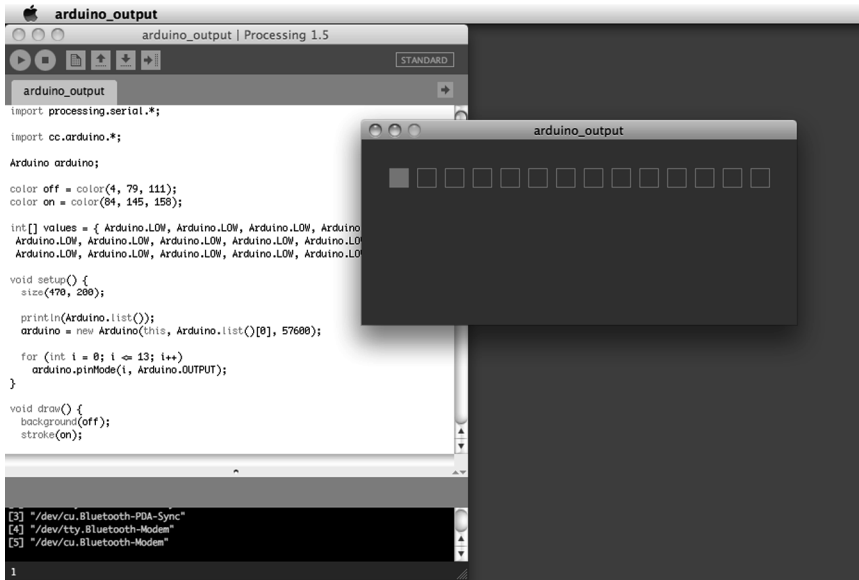 arduino_output
arduino_output | Processing 1.5
STANDARD
arduino_output
import processing.serial.*;
import cc.arduino.*;
Arduino arduino;
color off = color(4, 79, 111);
color on = color(84, 145, 158);
int[] values = { Arduino.LOW, Arduino.LOW, Arduino.LOW, Arduino
Arduino.LOW, Arduino.LOW, Arduino.LOW, Arduino.LOW, Arduino.LO
Arduino.LOW, Arduino.LOW, Arduino.LOW, Arduino.LOW, Arduino.LO
void setup() {
size(470, 200);
println(Arduino.list());
arduino = new Arduino(this, Arduino.list()[0], 57600);
for (int i = 0; i <= 13; i++)
arduino.pinMode(i, Arduino.OUTPUT);
}
void draw() {
background(off);
stroke(on);
[3] "/dev/cu.Bluetooth-PDA-Sync"
[4] "/dev/tty.Bluetooth-Modem"
[5] "/dev/cu.Bluetooth-Modem"
1
arduino_output